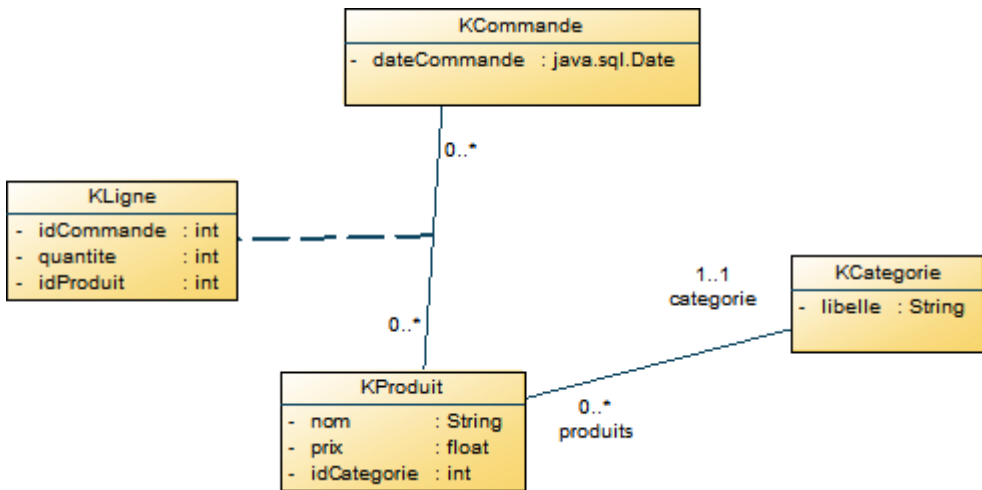 KCommande
- dateCommande : java.sql.Date
0..*
KLigne
- idCommande : int
- quantite : int
- idProduit : int
0..*
KProduit
- nom : String
- prix : float
- idCategorie : int
0..*
produits
1..1
categorie
KCategorie
- libelle : String